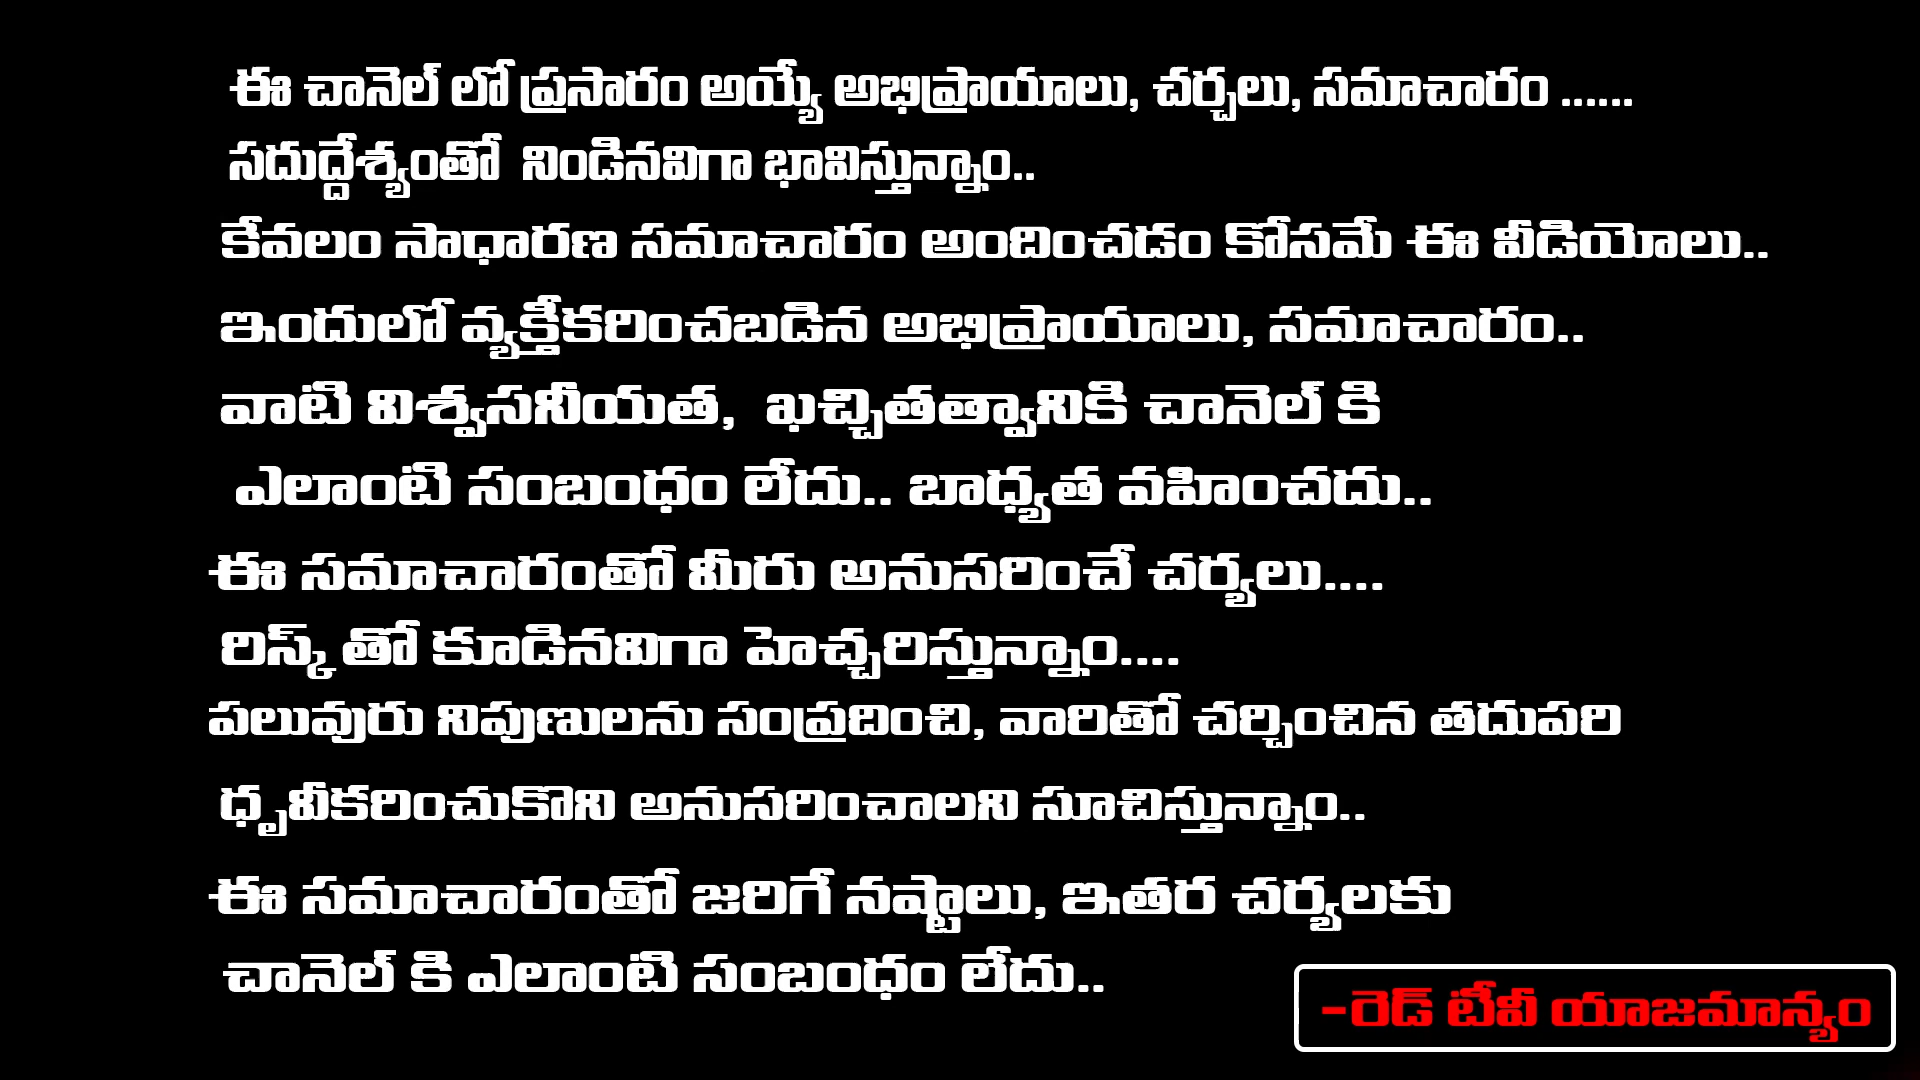 ఈ చానెల్ లో ప్రసారం అయ్యే అభిప్రాయాలు, చర్చలు, సమాచారం ......
సదుద్దేశ్యంతో నిండినవిగా భావిస్తున్నాం..
కేవలం సాధారణ సమాచారం అందించడం కోసమే ఈ వీడియోలు..
ఇందులో వ్యక్తీకరించబడిన అభిప్రాయాలు, సమాచారం..
వాటి విశ్వసనీయత, ఖచ్చితత్వానికి చానెల్ కి
ఎలాంటి సంబంధం లేదు.. బాధ్యత వహించదు..
ఈ సమాచారంతో మీరు అనుసరించే చర్యలు....
రిస్క్ తో కూడినవిగా హెచ్చరిస్తున్నాం....
పలువురు నిపుణులను సంప్రదించి, వారితో చర్చించిన తదుపరి
ధృవీకరించుకొని అనుసరించాలని సూచిస్తున్నాం..
ఈ సమాచారంతో జరిగే నష్టాలు, ఇతర చర్యలకు
చానెల్ కి ఎలాంటి సంబంధం లేదు..
-రెడ్ టీవీ యాజమాన్యం